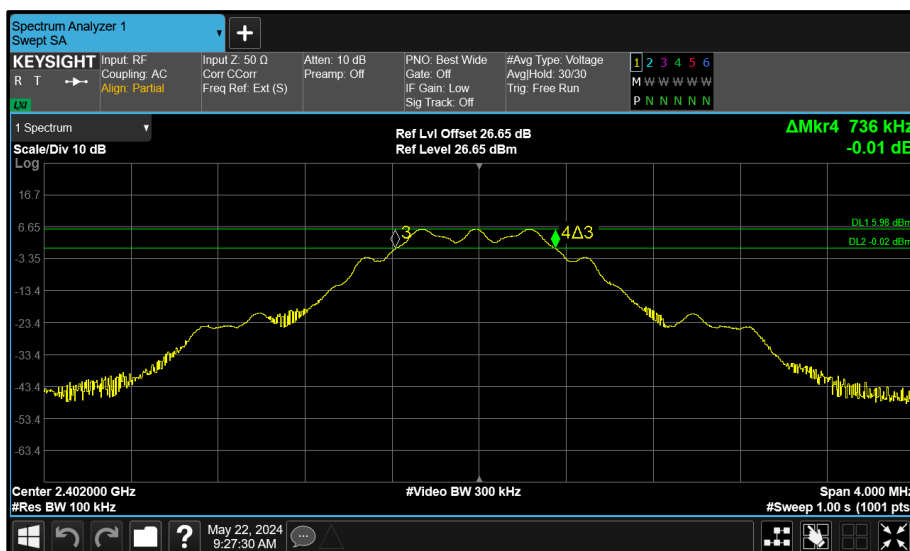 Spectrum Analyzer 1
Swept SA
KEYSIGHT
R T
LXI
Input: RF
Coupling: AC
Align: Partial
Input Z: 50 Ω
Corr CCorr
Freq Ref: Ext (S)
Atten: 10 dB
Preamp: Off
PNO: Best Wide
Gate: Off
IF Gain: Low
Sig Track: Off
#Avg Type: Voltage
Avg|Hold: 30/30
Trig: Free Run
1 2 3 4 5 6
M W W W W W
P N N N N N
1 Spectrum
Scale/Div 10 dB
Ref Lvl Offset 26.65 dB
Ref Level 26.65 dBm
ΔMkr4 736 kHz
-0.01 dB
Log
16.7
6.65
-3.35
-13.4
-23.4
-33.4
-43.4
-53.4
-63.4
3
4Δ3
DL1 5.98 dBm
DL2 -0.02 dBm
Center 2.402000 GHz
#Video BW 300 kHz
Span 4.000 MHz
#Res BW 100 kHz
#Sweep 1.00 s (1001 pts
May 22, 2024
9:27:30 AM